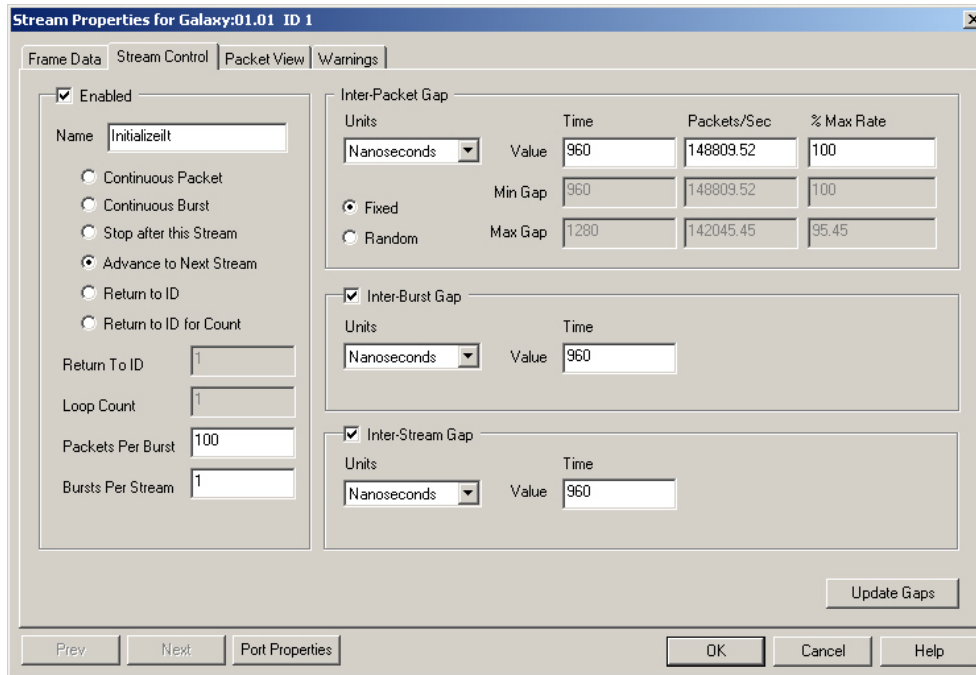 Stream Properties for Galaxy:01.01 ID 1
Frame Data Stream Control Packet View Warnings
Enabled
Name Initializeilt
Continuous Packet
Continuous Burst
Stop after this Stream
Advance to Next Stream
Return to ID
Return to ID for Count
Return To ID 1
Loop Count 1
Packets Per Burst 100
Bursts Per Stream 1
Inter-Packet Gap
Units Time Packets/Sec % Max Rate
Nanoseconds Value 960 148809.52 100
Min Gap 960 148809.52 100
Fixed
Random Max Gap 1280 142045.45 95.45
Inter-Burst Gap
Units Time
Nanoseconds Value 960
Inter-Stream Gap
Units Time
Nanoseconds Value 960
Update Gaps
Prev Next Port Properties OK Cancel Help